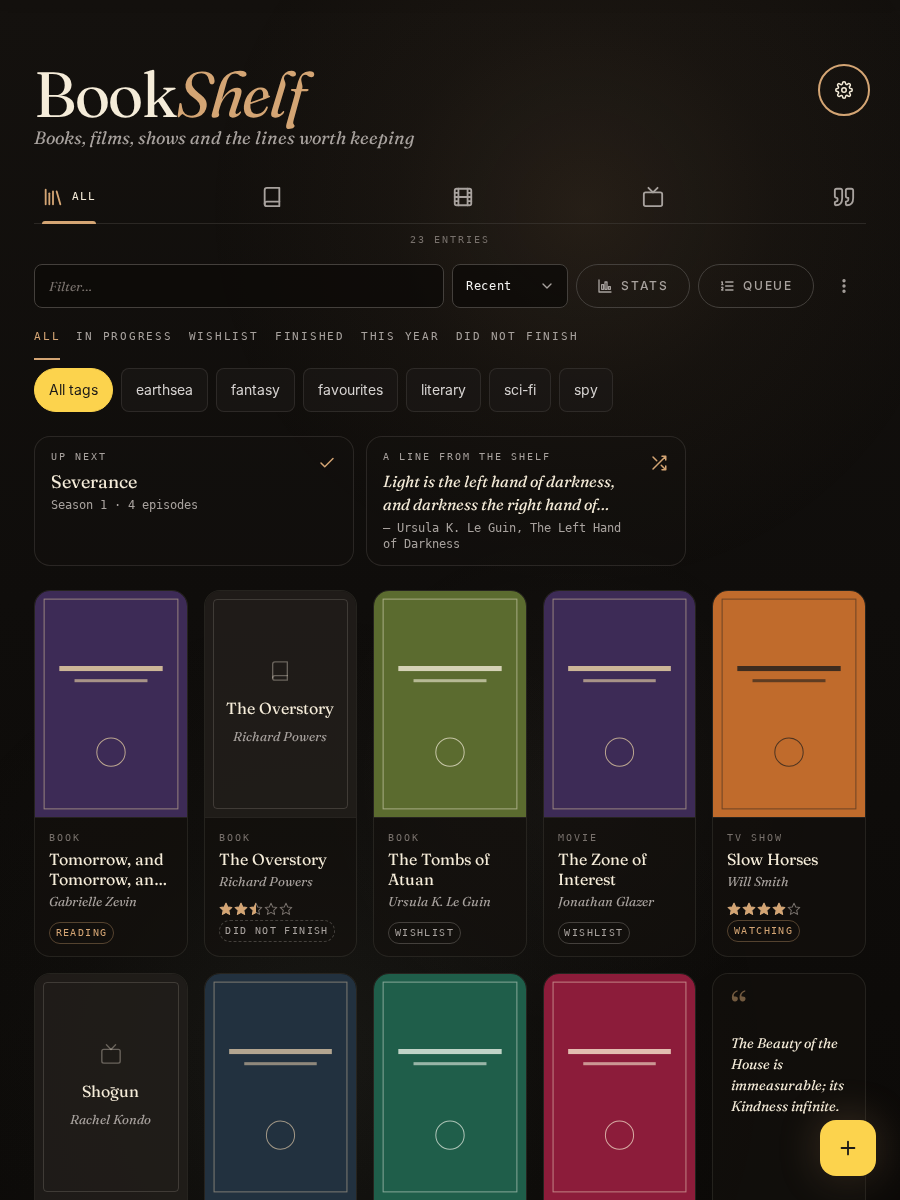 BookShelf
Books, films, shows and the lines worth keeping
ALL
23 ENTRIES
Filter...
Recent
STATS
QUEUE
ALL IN PROGRESS WISHLIST FINISHED THIS YEAR DID NOT FINISH
All tags earthsea fantasy favourites literary sci-fi spy
UP NEXT
Severance
Season 1 · 4 episodes
A LINE FROM THE SHELF
Light is the left hand of darkness,
and darkness the right hand of...
— Ursula K. Le Guin, The Left Hand
of Darkness
BOOK
Tomorrow, and
Tomorrow, an...
Gabrielle Zevin
READING
The Overstory
Richard Powers
BOOK
The Overstory
Richard Powers
DID NOT FINISH
BOOK
The Tombs of
Atuan
Ursula K. Le Guin
WISHLIST
MOVIE
The Zone of
Interest
Jonathan Glazer
WISHLIST
TV SHOW
Slow Horses
Will Smith
WATCHING
Shōgun
Rachel Kondo
“
The Beauty of the
House is
immeasurable; its
Kindness infinite.